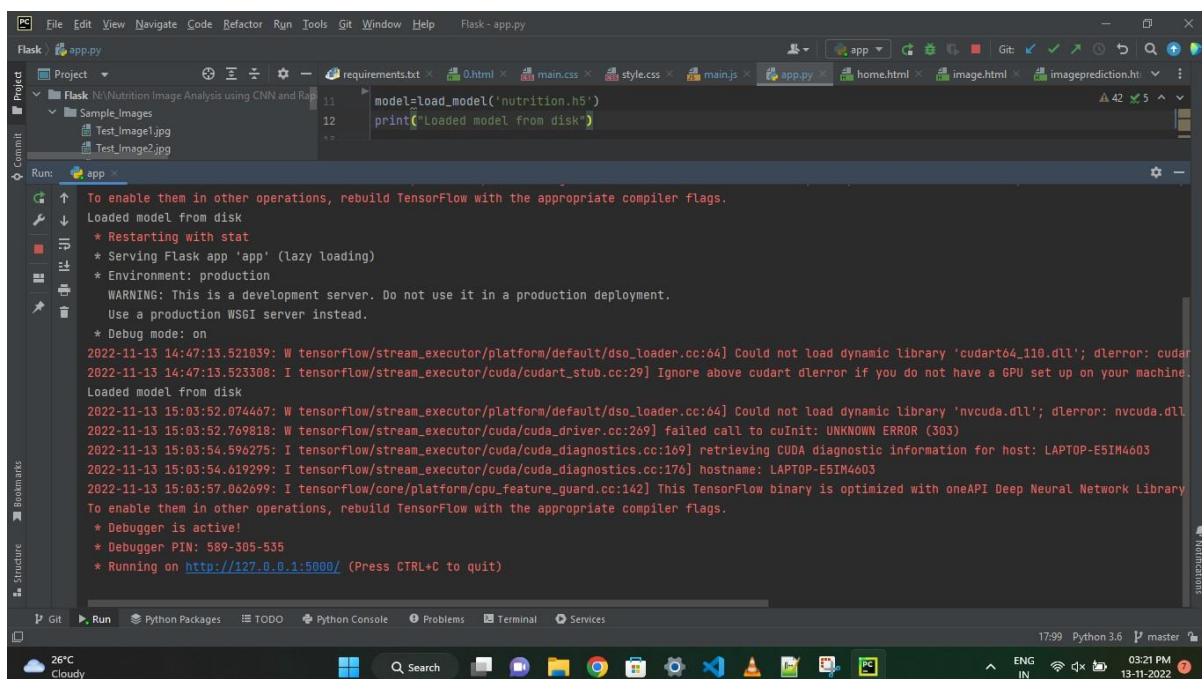 PC File Edit View Navigate Code Refactor Run Tools Git Window Help Flask - app.py
Flask app.py
app
Git:
Project
requirements.txt 0.html main.css style.css main.js app.py home.html image.html imageprediction.ht
Flask N:\Nutrition Image Analysis using CNN and Rap
11 model=load_model('nutrition.h5')
42 5
Sample_Images
12 print("Loaded model from disk")
Test_Image1.jpg
Test_Image2.jpg
Commit
Run: app
To enable them in other operations, rebuild TensorFlow with the appropriate compiler flags.
Loaded model from disk
* Restarting with stat
* Serving Flask app 'app' (lazy loading)
* Environment: production
WARNING: This is a development server. Do not use it in a production deployment.
Use a production WSGI server instead.
* Debug mode: on
2022-11-13 14:47:13.521039: W tensorflow/stream_executor/platform/default/dso_loader.cc:64] Could not load dynamic library 'cudart64_110.dll'; dlerror: cudar
2022-11-13 14:47:13.523308: I tensorflow/stream_executor/cuda/cudart_stub.cc:29] Ignore above cudart dlerror if you do not have a GPU set up on your machine.
Loaded model from disk
2022-11-13 15:03:52.074467: W tensorflow/stream_executor/platform/default/dso_loader.cc:64] Could not load dynamic library 'nvcuda.dll'; dlerror: nvcuda.dll
2022-11-13 15:03:52.769818: W tensorflow/stream_executor/cuda/cuda_driver.cc:269] failed call to cuInit: UNKNOWN ERROR (303)
2022-11-13 15:03:54.596275: I tensorflow/stream_executor/cuda/cuda_diagnostics.cc:169] retrieving CUDA diagnostic information for host: LAPTOP-E5IM46O3
2022-11-13 15:03:54.619299: I tensorflow/stream_executor/cuda/cuda_diagnostics.cc:176] hostname: LAPTOP-E5IM46O3
2022-11-13 15:03:57.062699: I tensorflow/core/platform/cpu_feature_guard.cc:142] This TensorFlow binary is optimized with oneAPI Deep Neural Network Library
To enable them in other operations, rebuild TensorFlow with the appropriate compiler flags.
* Debugger is active!
* Debugger PIN: 589-305-535
* Running on http://127.0.0.1:5000/ (Press CTRL+C to quit)
Bookmarks
Structure
Notifications
Git Run Python Packages TODO Python Console Problems Terminal Services
17:99 Python 3.6 master
26°C
Cloudy
Search
ENG
IN
03:21 PM
13-11-2022
7